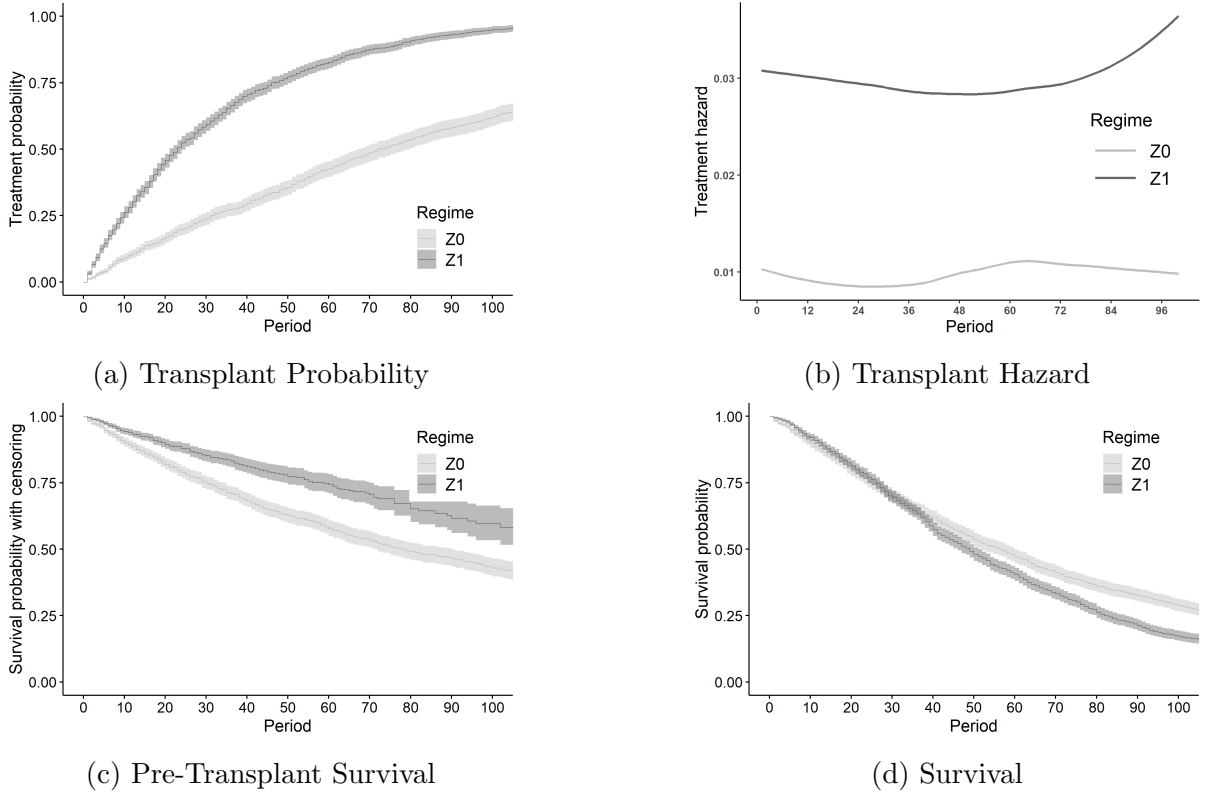 1.00
0.75
0.50
0.25
0.00
Treatment probability
0 10 20 30 40 50 60 70 80 90 100
Period
Regime
Z0
Z1
(a) Transplant Probability
0.03
0.02
0.01
Treatment hazard
0 12 24 36 48 60 72 84 96
Period
Regime
Z0
Z1
(b) Transplant Hazard
1.00
0.75
0.50
0.25
0.00
Survival probability with censoring
0 10 20 30 40 50 60 70 80 90 100
Period
Regime
Z0
Z1
(c) Pre-Transplant Survival
1.00
0.75
0.50
0.25
0.00
Survival probability
0 10 20 30 40 50 60 70 80 90 100
Period
Regime
Z0
Z1
(d) Survival